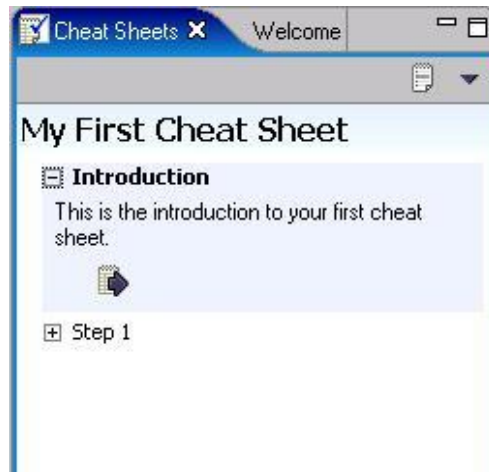 Cheat Sheets Welcome
My First Cheat Sheet
Introduction
This is the introduction to your first cheat
sheet.
Step 1